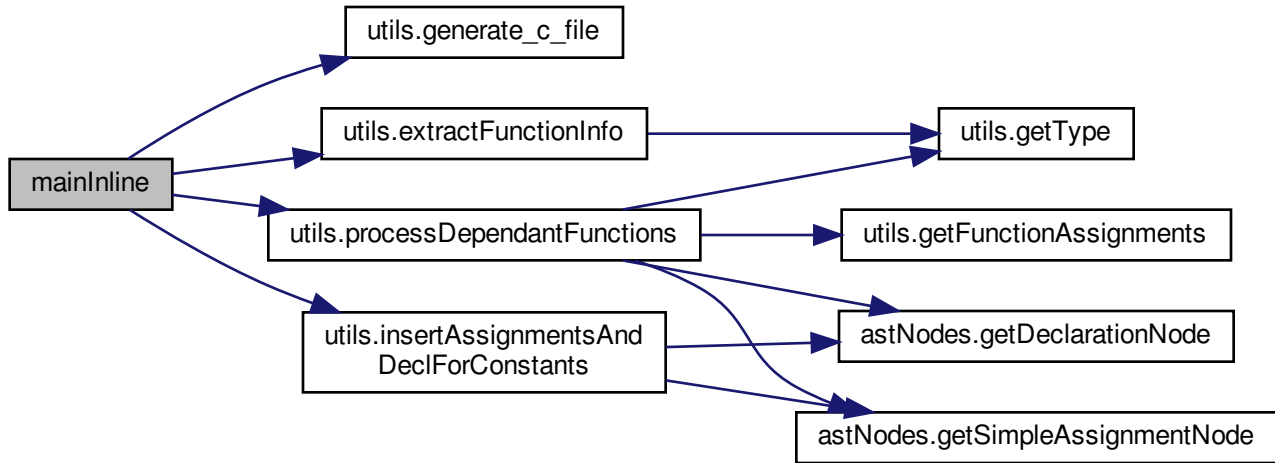 utils.generate_c_file
utils.extractFunctionInfo
utils.getType
mainInline
utils.processDependantFunctions
utils.getFunctionAssignments
utils.insertAssignmentsAnd
DeclForConstants
astNodes.getDeclarationNode
astNodes.getSimpleAssignmentNode